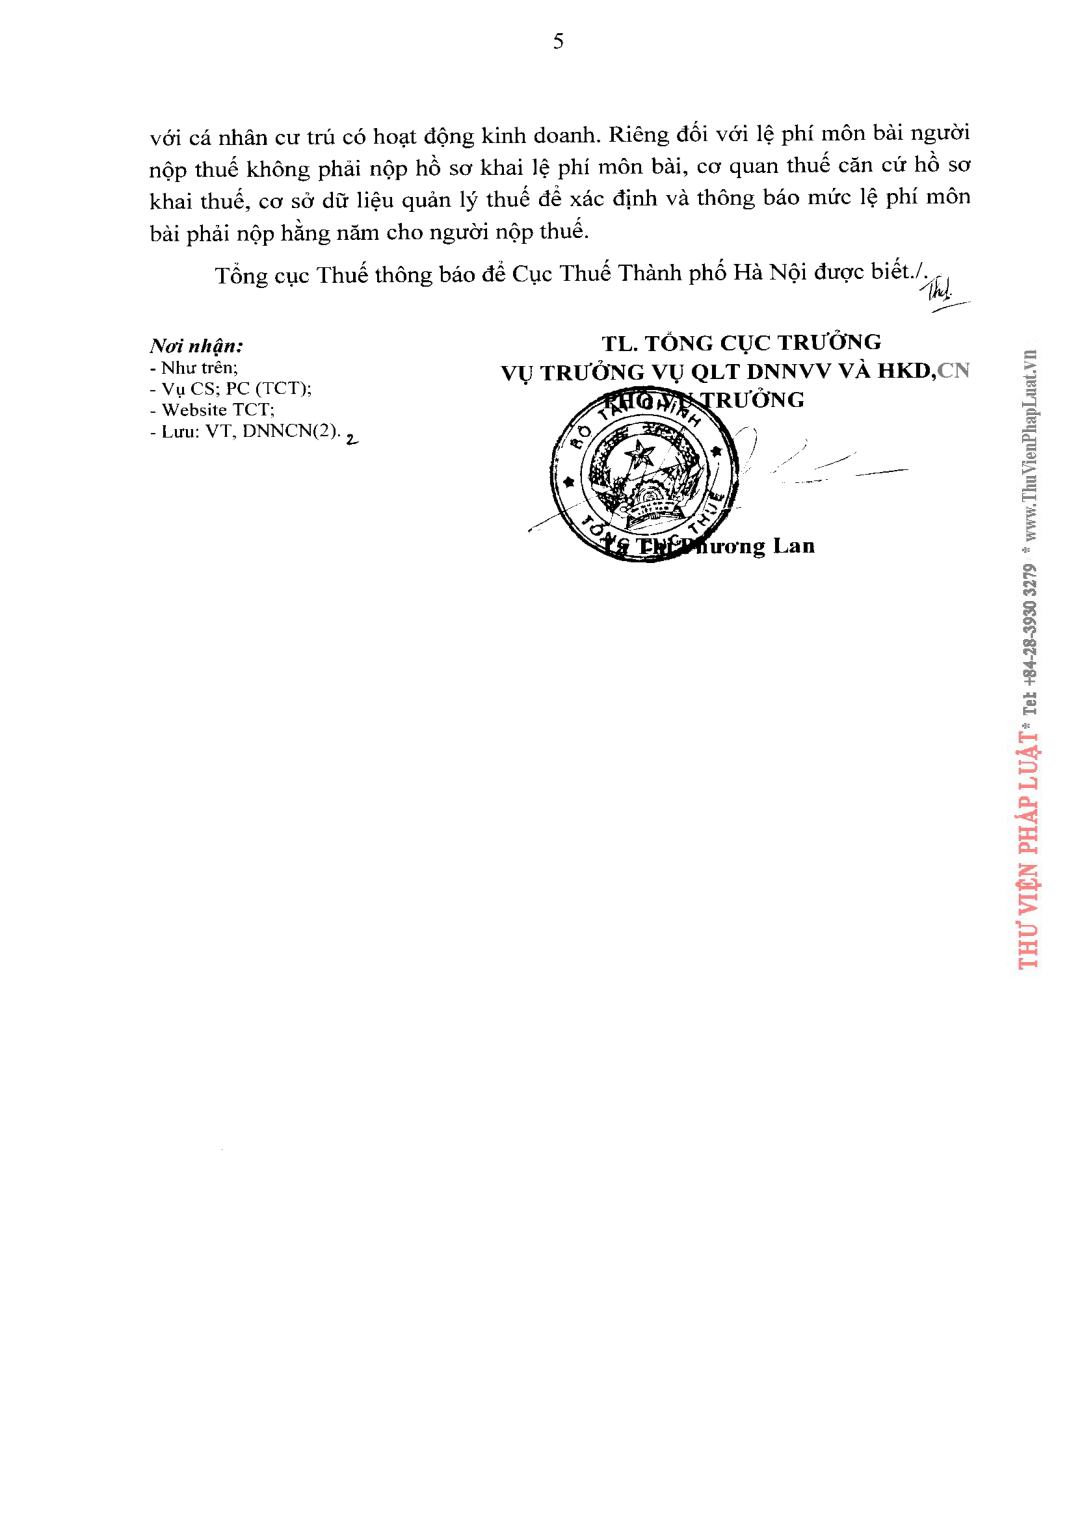 5
với cá nhân cư trú có hoạt động kinh doanh. Riêng đối với lệ phí môn bài người
nộp thuế không phải nộp hồ sơ khai lệ phí môn bài, cơ quan thuế căn cứ hồ sơ
khai thuế, cơ sở dữ liệu quản lý thuế để xác định và thông báo mức lệ phí môn
bài phải nộp hằng năm cho người nộp thuế.
Tổng cục Thuế thông báo để Cục Thuế Thành phố Hà Nội được biết./.
Nơi nhận:
- Như trên;
- Vụ CS; PC (TCT);
- Website TCT;
- Lưu: VT, DNNCN(2). 2
TL. TỔNG CỤC TRƯỞNG
VỤ TRƯỞNG VỤ QLT DNNVV VÀ HKD,CN
PHÓ VỤ TRƯỞNG
BỘ TÀI CHÍNH
TỔNG CỤC THUẾ
Tạ Thị Phương Lan
THƯ VIỆN PHÁP LUẬT * Tel: +84-28-3930 3279 * www.ThuVienPhapLuat.vn